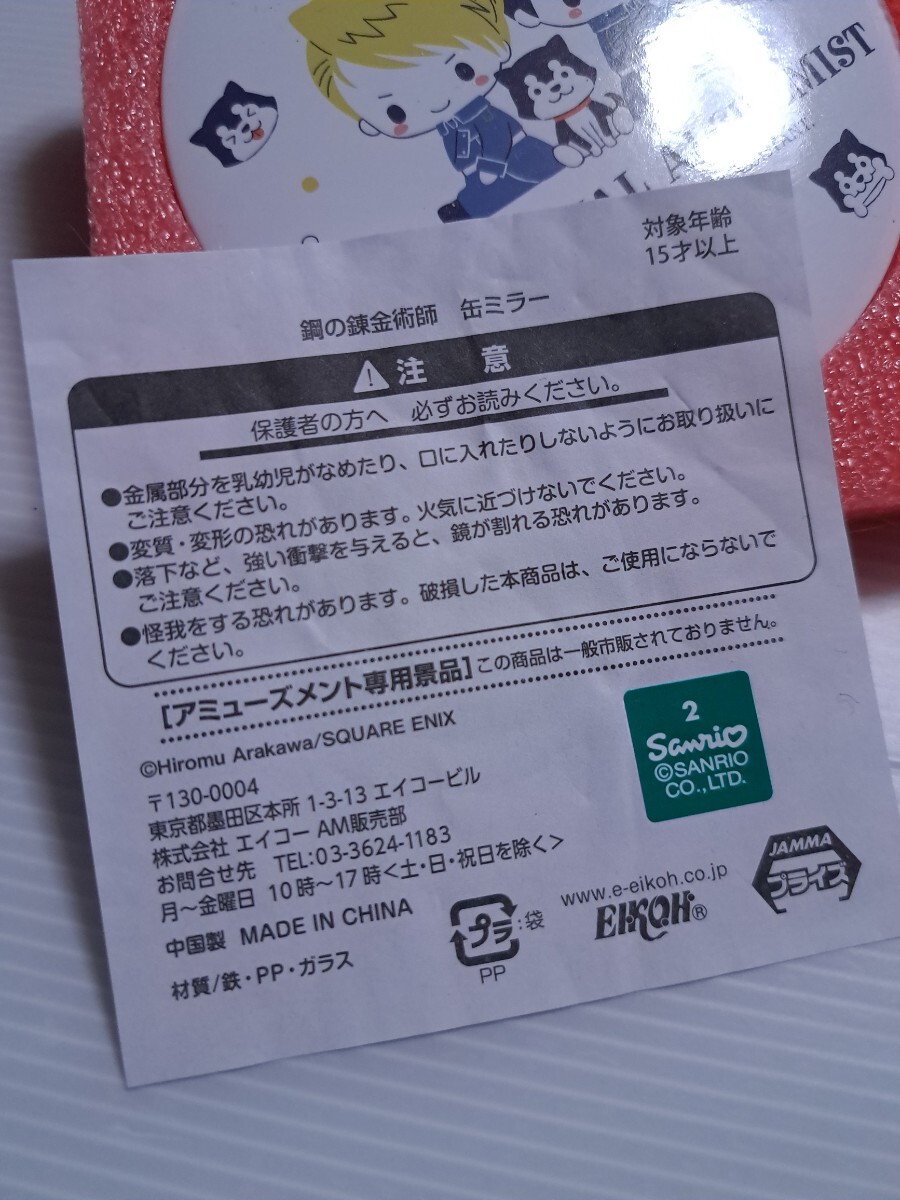 MIST
対象年齢
15才以上
鋼の錬金術師 缶ミラー
注 意
保護者の方へ 必ずお読みください。
●金属部分を乳幼児がなめたり、口に入れたりしないようにお取り扱いに
ご注意ください。
●変質・変形の恐れがあります。火気に近づけないでください。
●落下など、強い衝撃を与えると、鏡が割れる恐れがあります。
ご注意ください。
●怪我をする恐れがあります。破損した本商品は、ご使用にならないで
ください。
[アミューズメント専用景品]この商品は一般市販されておりません。
©Hiromu Arakawa/SQUARE ENIX
〒130-0004
東京都墨田区本所 1-3-13 エイコービル
株式会社 エイコー AM販売部
お問合せ先 TEL:03-3624-1183
月〜金曜日 10時〜17時<土・日・祝日を除く>
中国製 MADE IN CHINA
材質/鉄・PP・ガラス
2
Sanrio
©SANRIO
CO.,LTD.
プラ:袋
PP
www.e-eikoh.co.jp
EIKOH®
JAMMA
プライズ